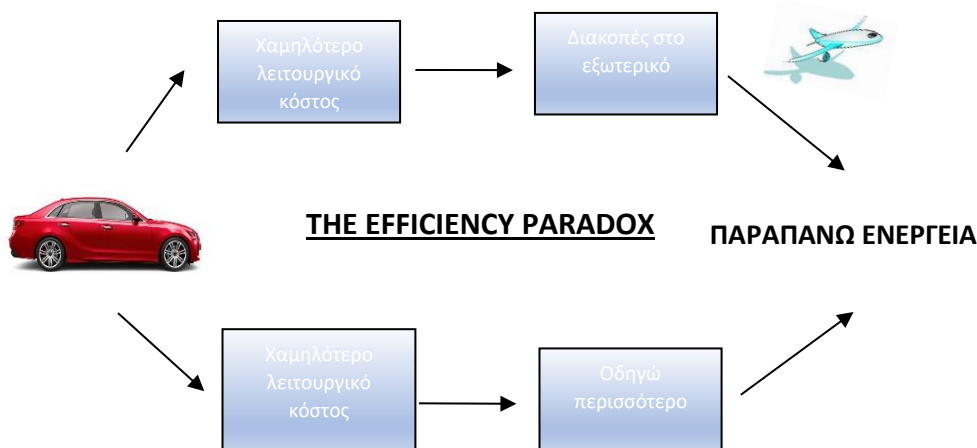 Χαμηλότερο
λειτουργικό
κόστος
Διακοπές στο
εξωτερικό
THE EFFICIENCY PARADOX
ΠΑΡΑΠΑΝΩ ΕΝΕΡΓΕΙΑ
Χαμηλότερο
λειτουργικό
κόστος
Οδηγώ
περισσότερο